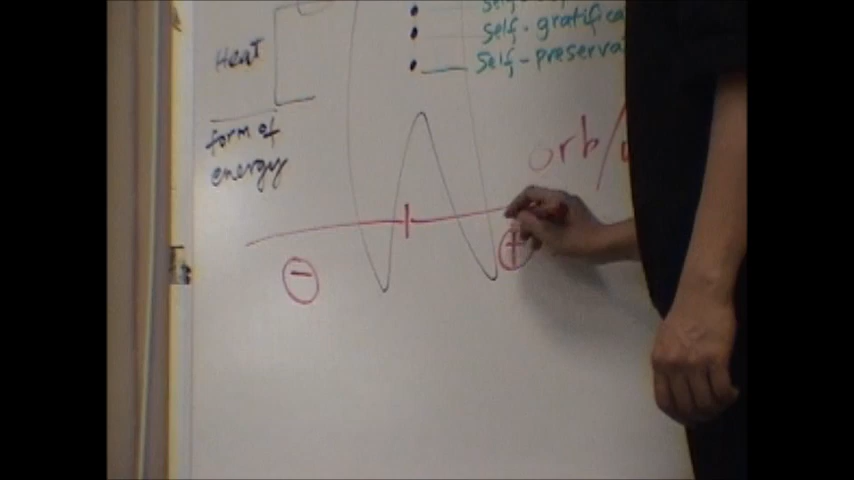 self-gratifica
Heat
self-preserva
form of
energy
orb/
−
+